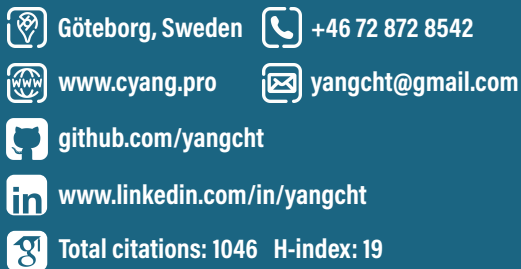 Göteborg, Sweden +46 72 872 8542
www.cyang.pro yangcht@gmail.com
github.com/yangcht
www.linkedin.com/in/yangcht
Total citations: 1046 H-index: 19